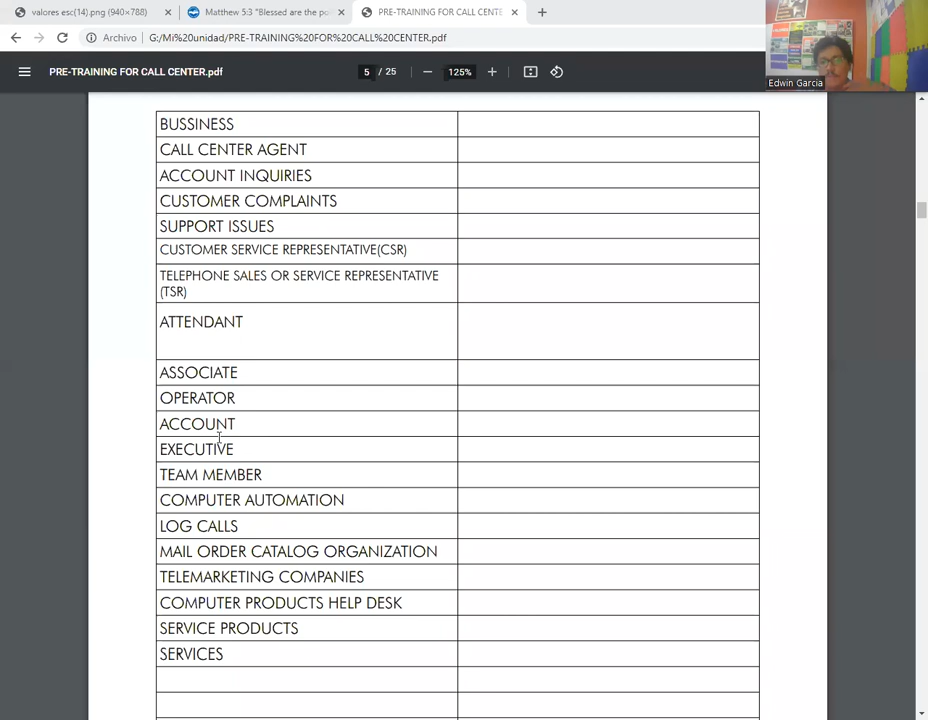 valores esc(14).png (940×788)
Matthew 5:3 "Blessed are the po
PRE-TRAINING FOR CALL CENTE
Archivo
G:/Mi%20unidad/PRE-TRAINING%20FOR%20CALL%20CENTER.pdf
PRE-TRAINING FOR CALL CENTER.pdf
5 / 25
125%
Edwin Garcia
BUSSINESS
CALL CENTER AGENT
ACCOUNT INQUIRIES
CUSTOMER COMPLAINTS
SUPPORT ISSUES
CUSTOMER SERVICE REPRESENTATIVE(CSR)
TELEPHONE SALES OR SERVICE REPRESENTATIVE
(TSR)
ATTENDANT
ASSOCIATE
OPERATOR
ACCOUNT
EXECUTIVE
TEAM MEMBER
COMPUTER AUTOMATION
LOG CALLS
MAIL ORDER CATALOG ORGANIZATION
TELEMARKETING COMPANIES
COMPUTER PRODUCTS HELP DESK
SERVICE PRODUCTS
SERVICES